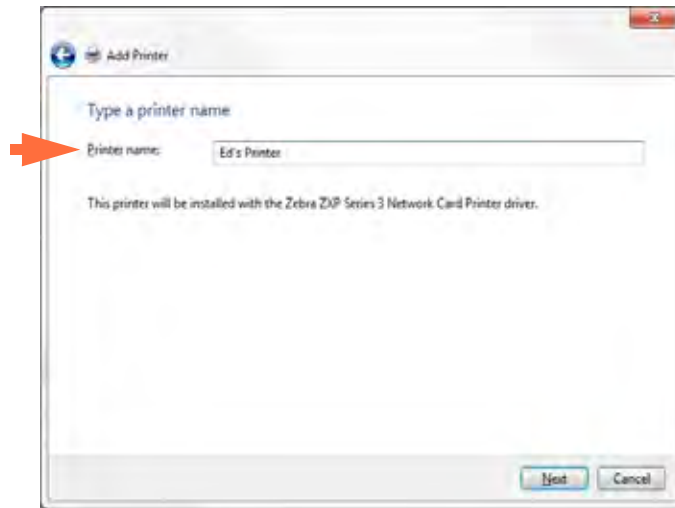 Add Printer
Type a printer name
Printer name: Ed's Printer
This printer will be installed with the Zebra ZXP Series 3 Network Card Printer driver.
Next Cancel